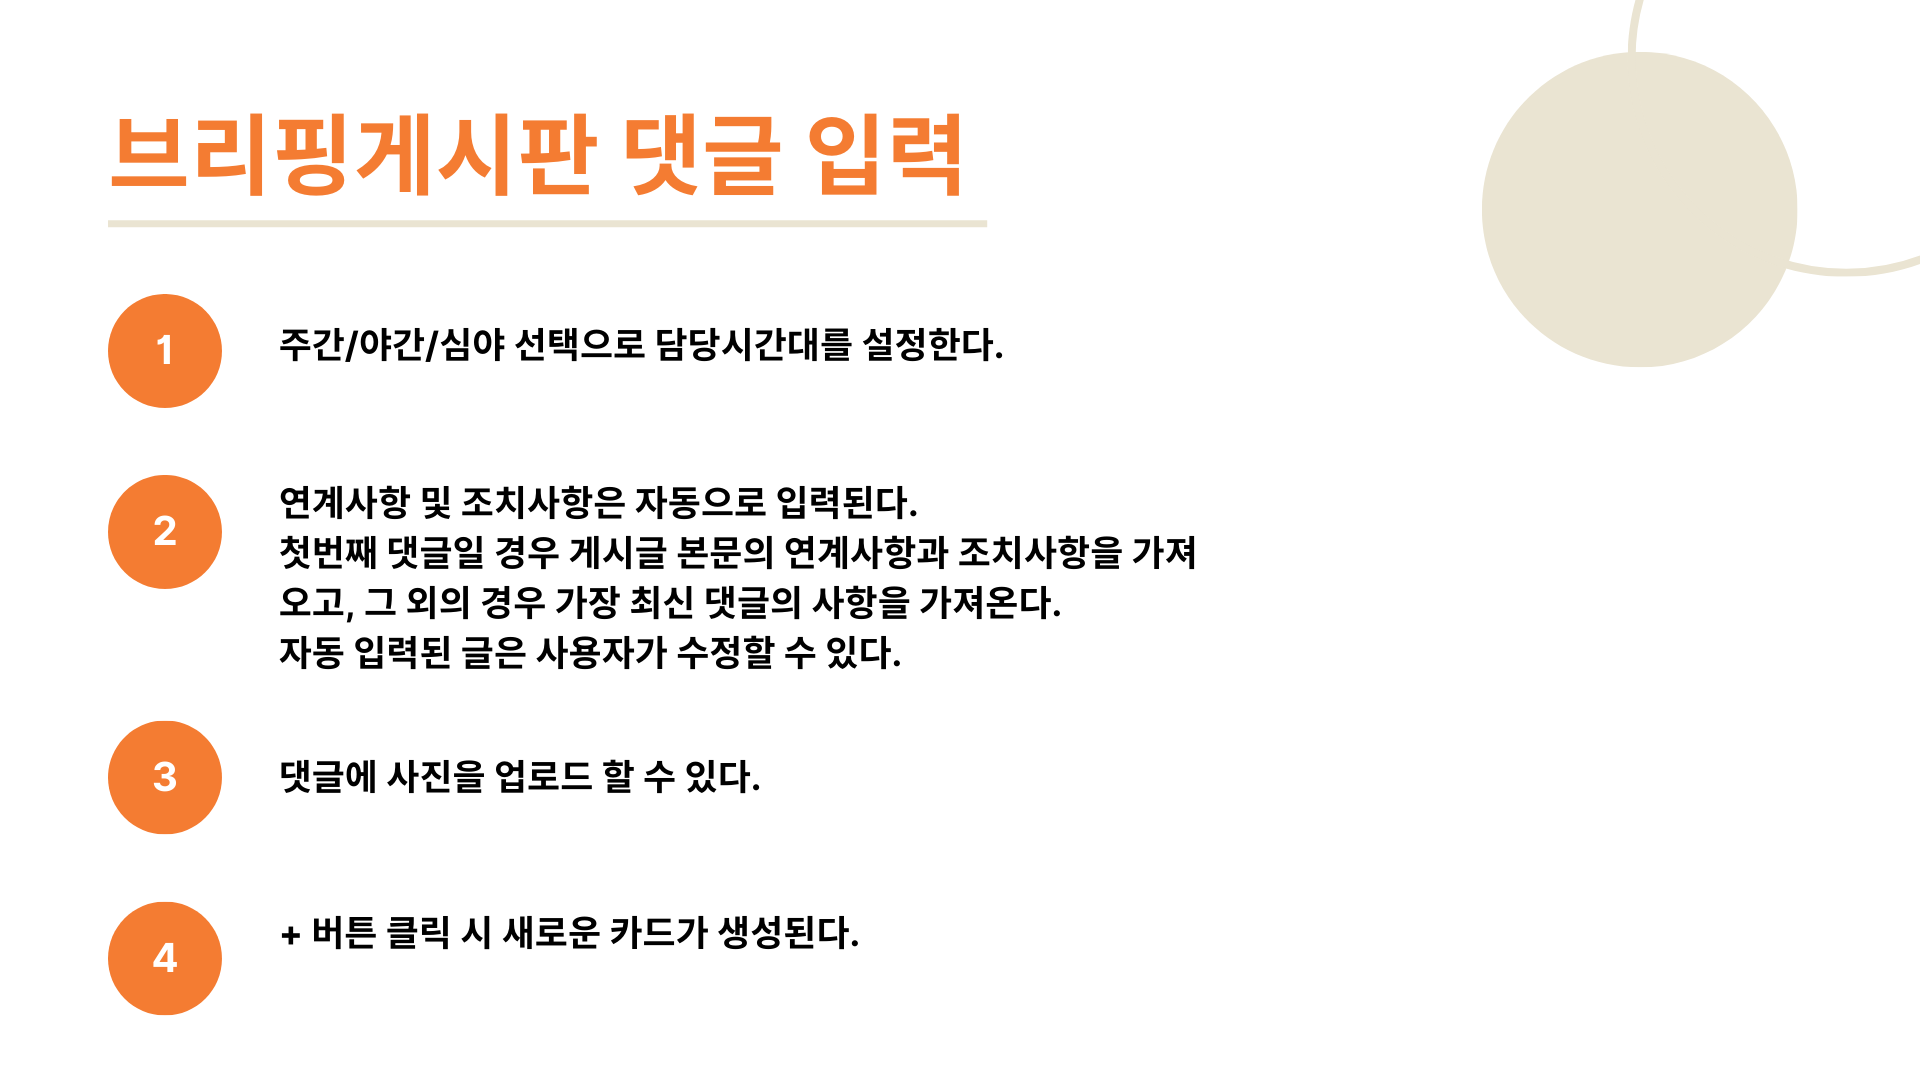 브리핑게시판 댓글 입력
1
주간/야간/심야 선택으로 담당시간대를 설정한다.
2
연계사항 및 조치사항은 자동으로 입력된다.
첫번째 댓글일 경우 게시글 본문의 연계사항과 조치사항을 가져
오고, 그 외의 경우 가장 최신 댓글의 사항을 가져온다.
자동 입력된 글은 사용자가 수정할 수 있다.
3
댓글에 사진을 업로드 할 수 있다.
4
+ 버튼 클릭 시 새로운 카드가 생성된다.